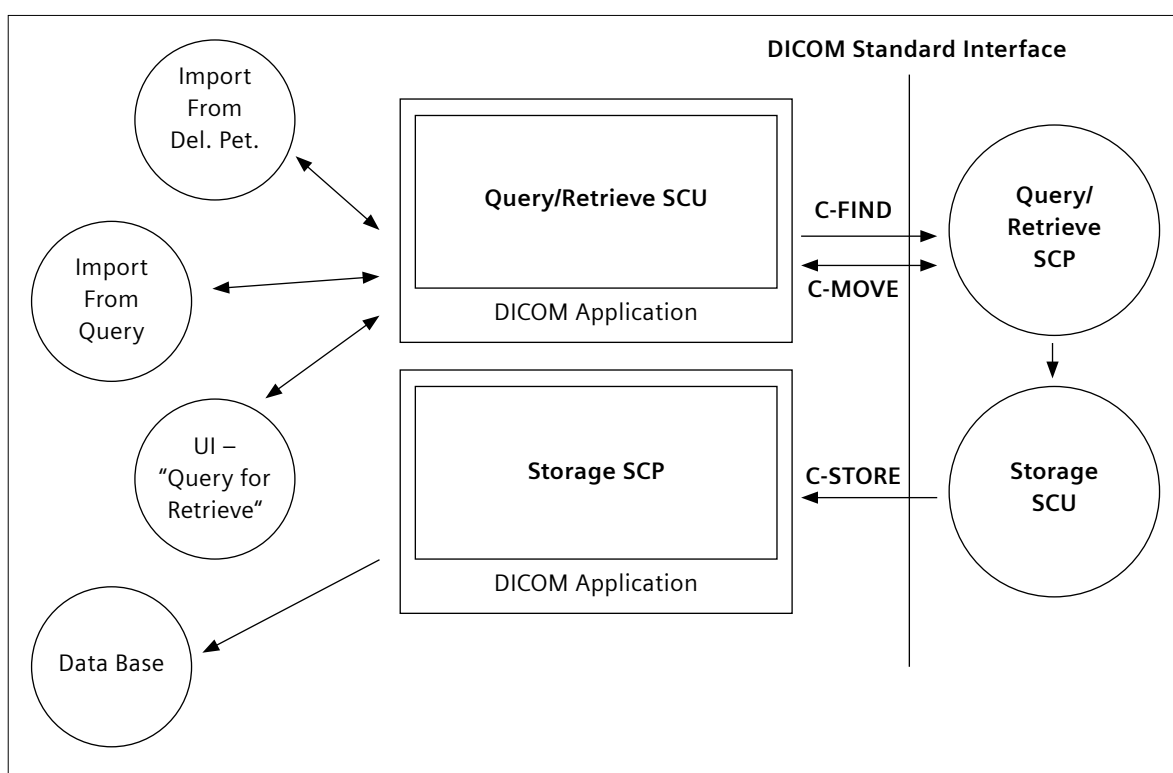 DICOM Standard Interface
Import
From
Del. Pet.
Query/Retrieve SCU
DICOM Application
C-FIND
C-MOVE
Query/
Retrieve
SCP
Import
From
Query
UI –
“Query for
Retrieve“
Storage SCP
DICOM Application
C-STORE
Storage
SCU
Data Base